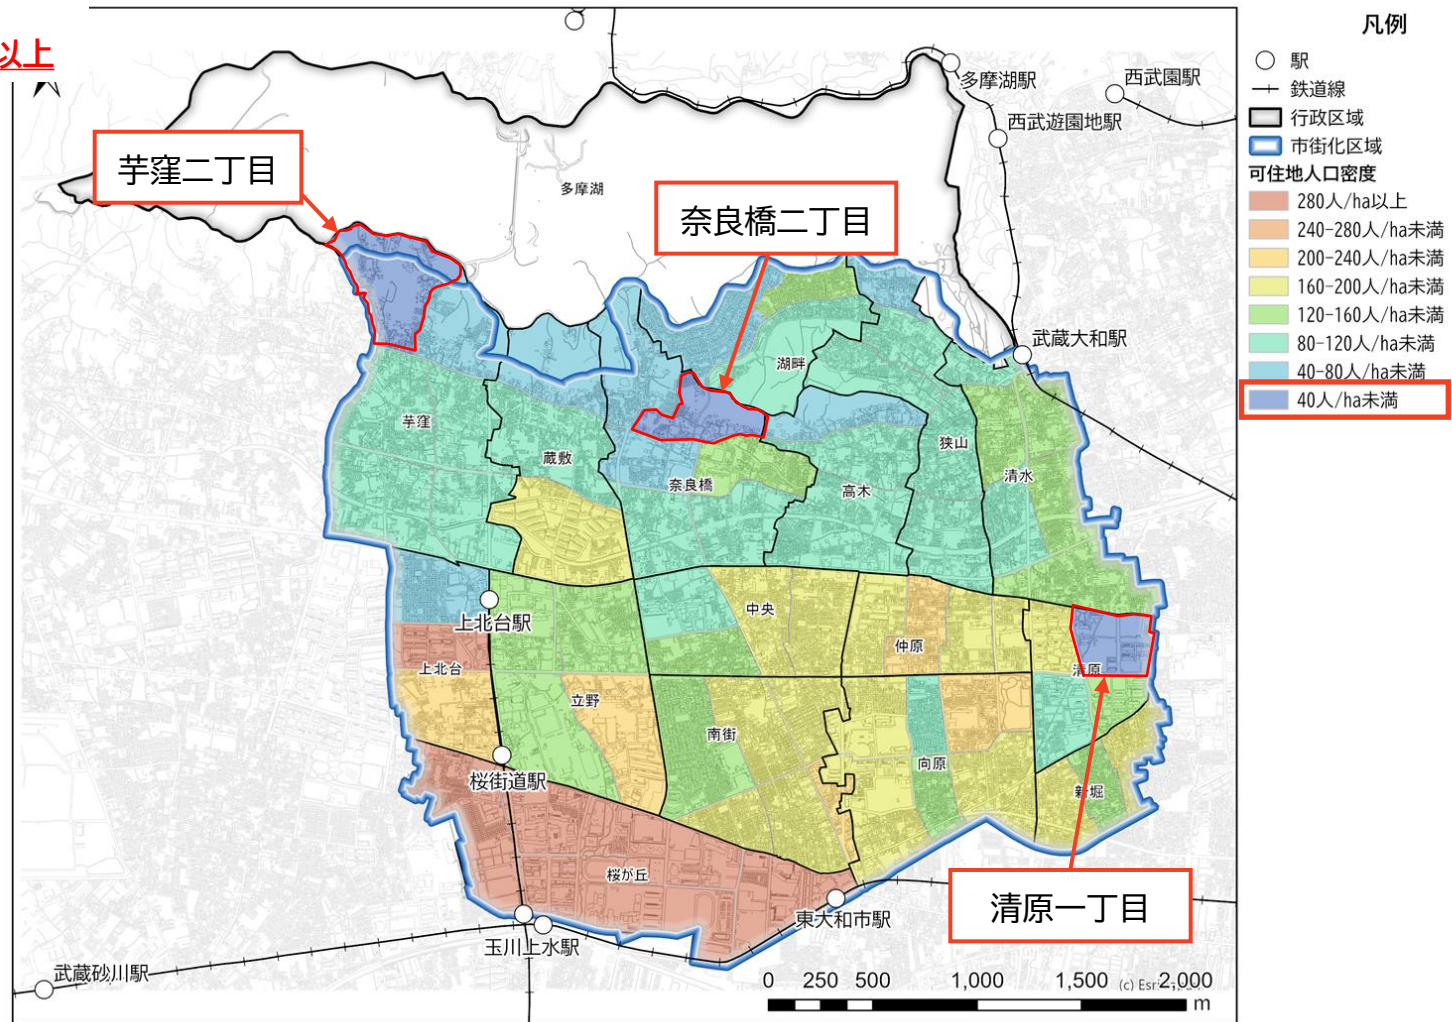 以上
凡例
駅
鉄道線
行政区域
市街化区域
可住地人口密度
280人/ha以上
240-280人/ha未満
200-240人/ha未満
160-200人/ha未満
120-160人/ha未満
80-120人/ha未満
40-80人/ha未満
40人/ha未満
多摩湖駅
西武園駅
西武遊園地駅
芋窪二丁目
多摩湖
奈良橋二丁目
武蔵大和駅
湖畔
芋窪
狭山
蔵敷
清水
奈良橋
高木
中央
上北台駅
仲原
上北台
清原
立野
南街
向原
桜街道駅
新堀
桜が丘
清原一丁目
東大和市駅
玉川上水駅
武蔵砂川駅
0 250 500 1,000 1,500 2,000
(c) Esri
m